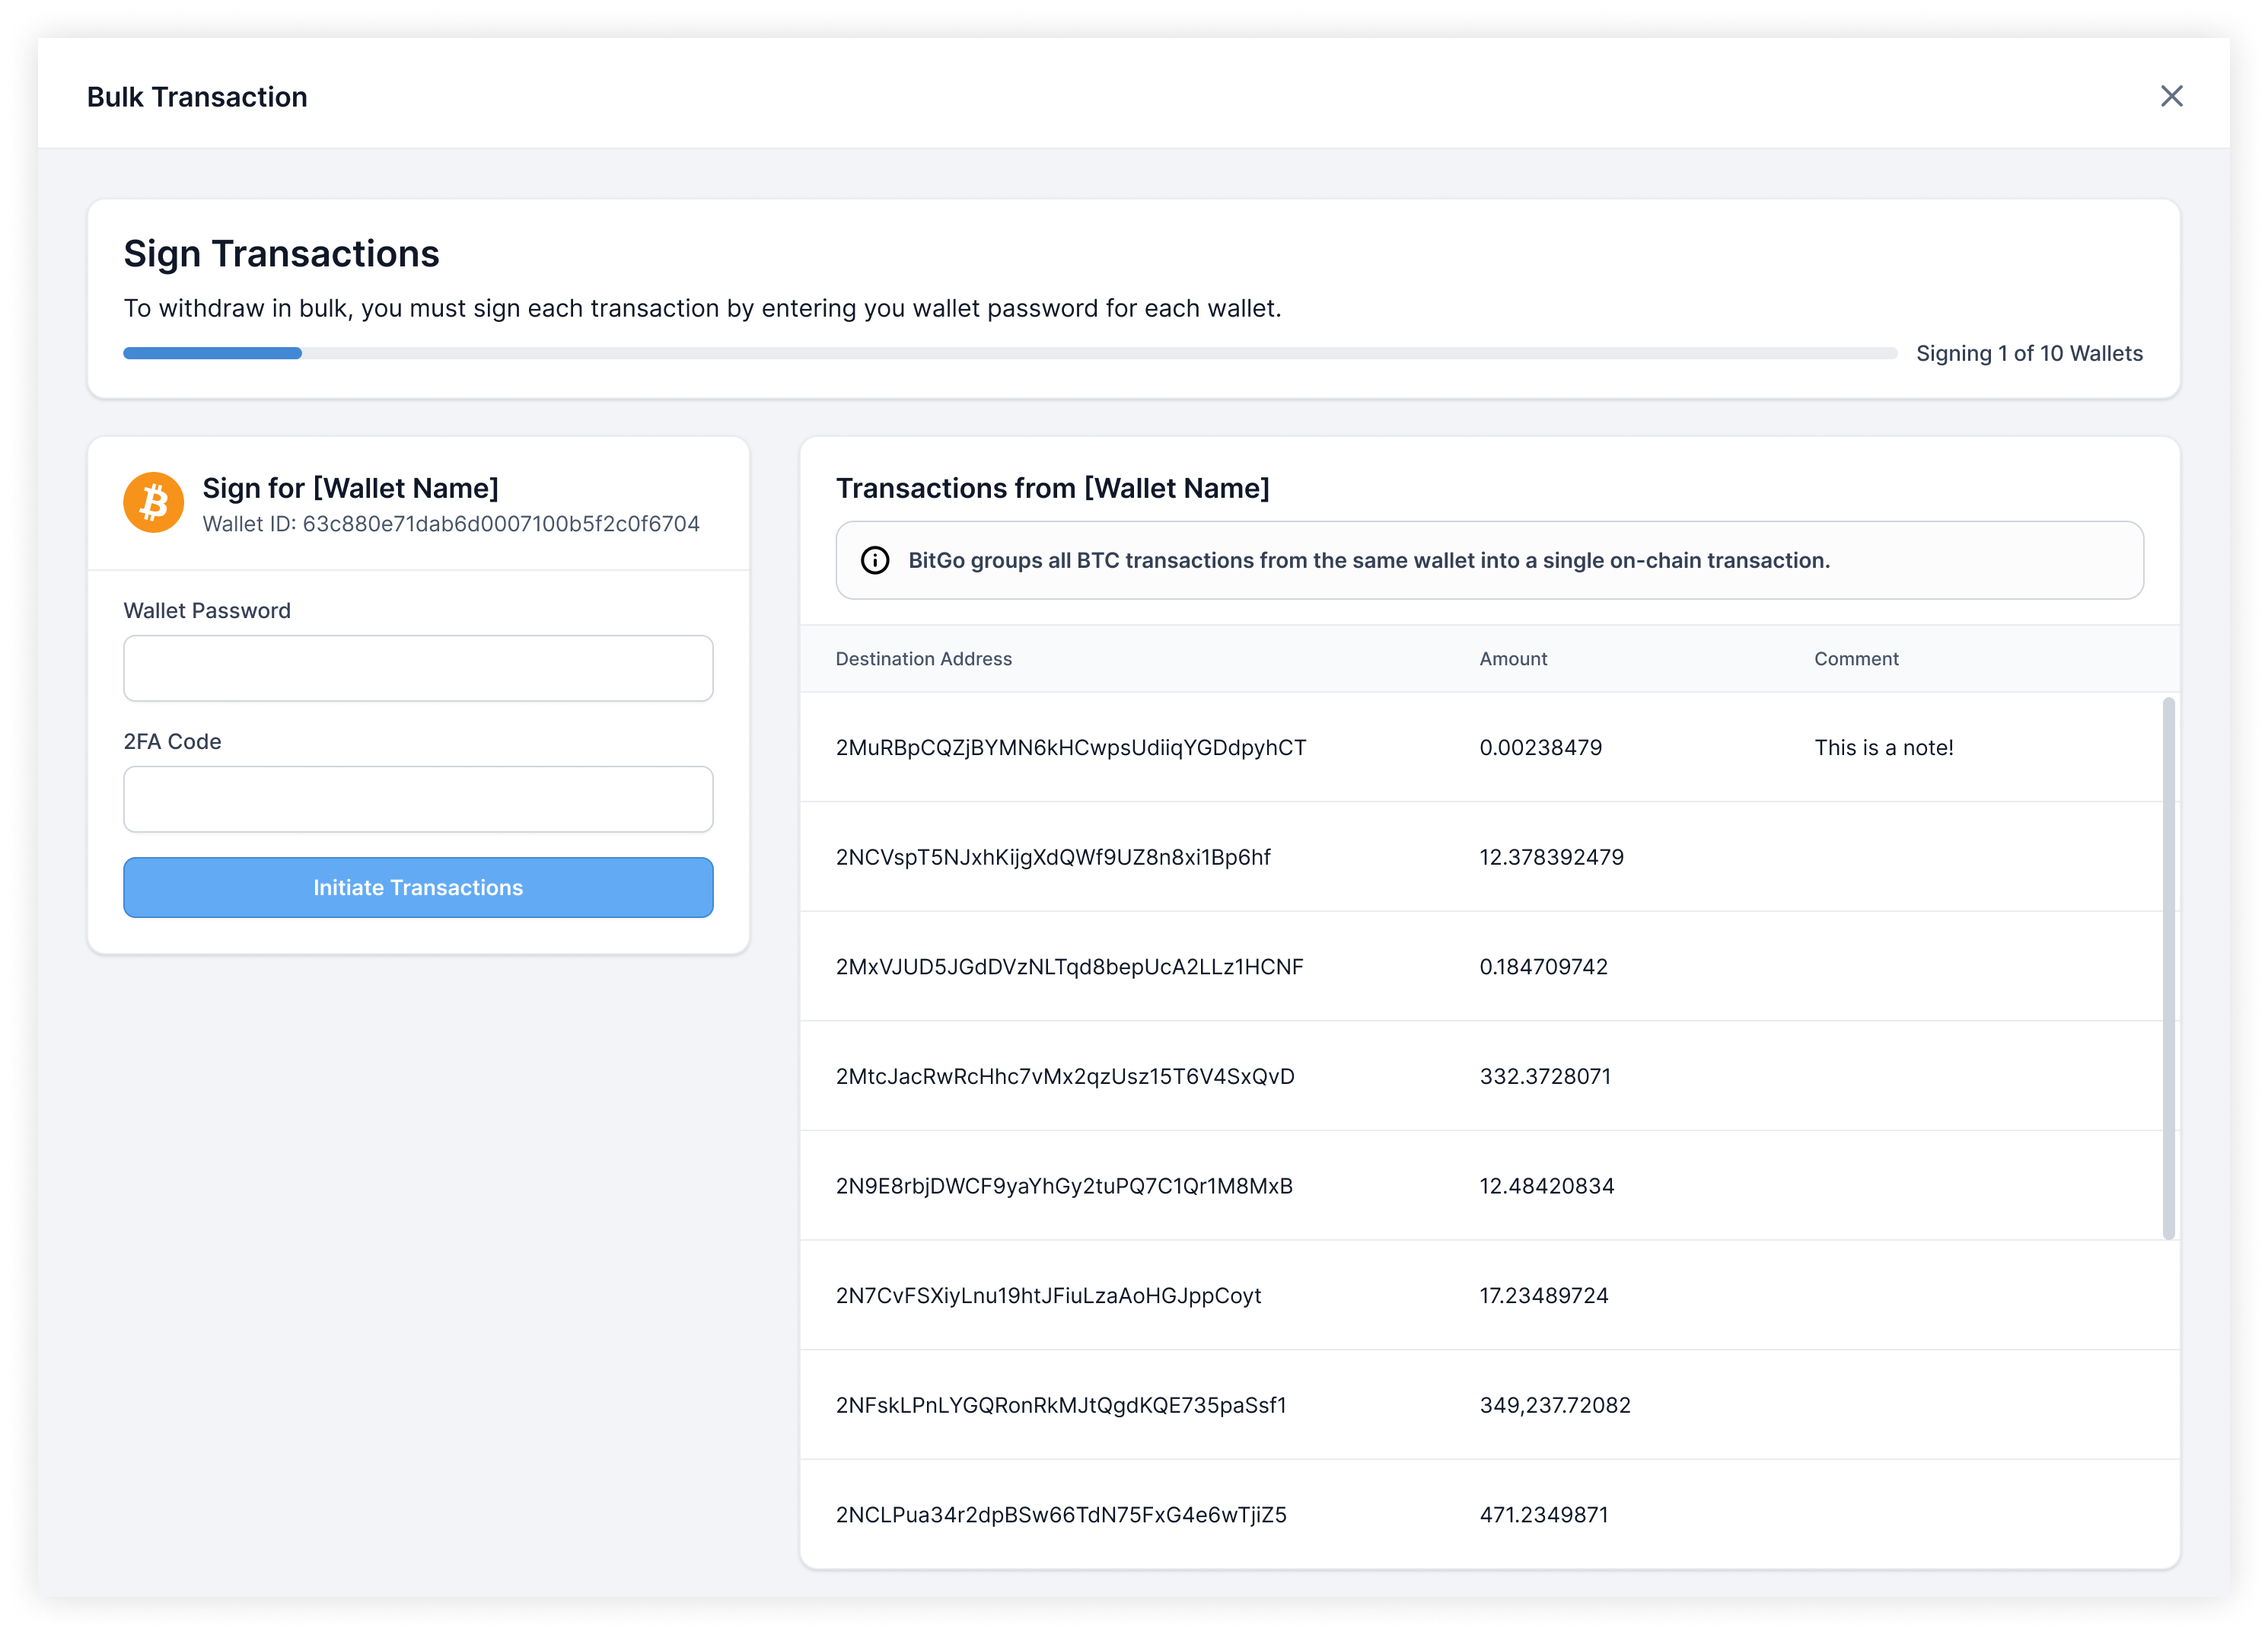 Bulk Transaction
Sign Transactions
To withdraw in bulk, you must sign each transaction by entering you wallet password for each wallet.
Signing 1 of 10 Wallets
Sign for [Wallet Name]
Wallet ID: 63c880e71dab6d0007100b5f2c0f6704
Wallet Password
2FA Code
Initiate Transactions
Transactions from [Wallet Name]
BitGo groups all BTC transactions from the same wallet into a single on-chain transaction.
Destination Address Amount Comment
2MuRBpCQZjBYMN6kHCwpsUdiiqYGDdpyhCT 0.00238479 This is a note!
2NCVspT5NJxhKijgXdQWf9UZ8n8xi1Bp6hf 12.378392479
2MxVJUD5JGdDVzNLTqd8bepUcA2LLz1HCNF 0.184709742
2MtcJacRwRcHhc7vMx2qzUsz15T6V4SxQvD 332.3728071
2N9E8rbjDWCF9yaYhGy2tuPQ7C1Qr1M8MxB 12.48420834
2N7CvFSXiyLnu19htJFiuLzaAoHGJppCoyt 17.23489724
2NFskLPnLYGQRonRkMJtQgdKQE735paSsf1 349,237.72082
2NCLPua34r2dpBSw66TdN75FxG4e6wTjiZ5 471.2349871